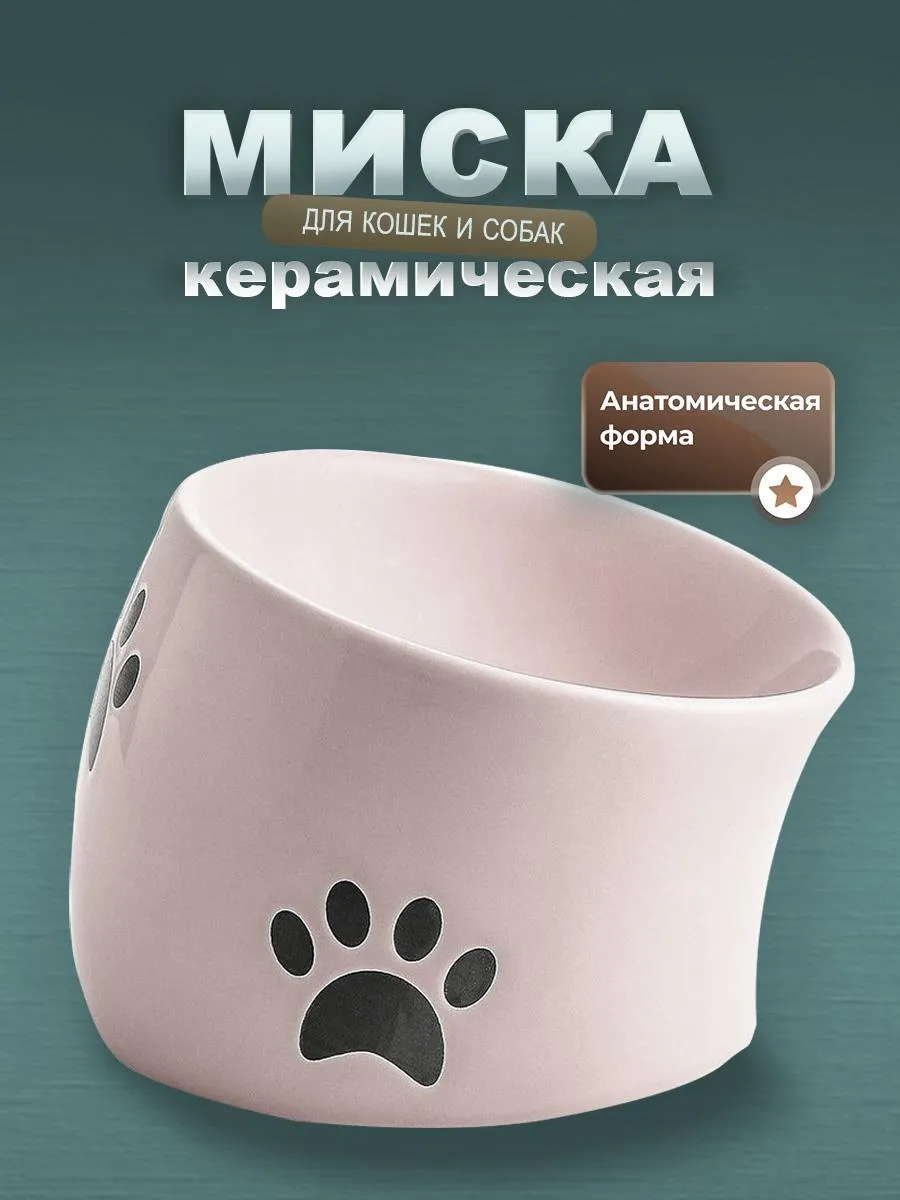 МИСКА
ДЛЯ КОШЕК И СОБАК
керамическая
Анатомическая
форма